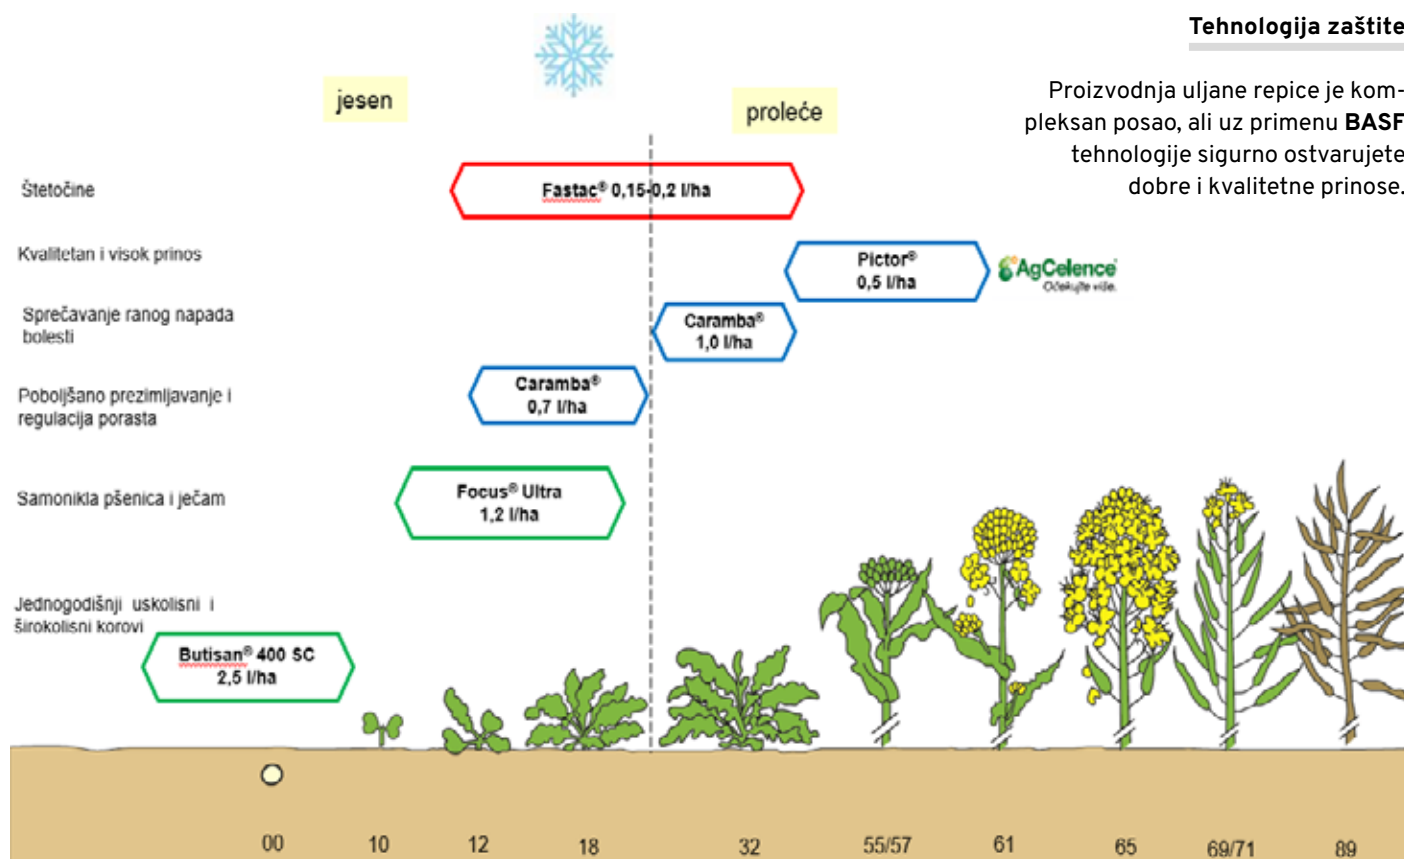 Tehnologija zaštite
Proizvodnja uljane repice je kom-
pleksan posao, ali uz primenu BASF
tehnologije sigurno ostvarujete
dobre i kvalitetne prinose.
jesen
proleće
Štetočine
Fastac® 0,15-0,2 l/ha
Kvalitetan i visok prinos
Pictor®
0,5 l/ha
AgCelence®
Očekujte više.
Sprečavanje ranog napada
bolesti
Caramba®
1,0 l/ha
Poboljšano prezimljavanje i
regulacija porasta
Caramba®
0,7 l/ha
Samonikla pšenica i ječam
Focus® Ultra
1,2 l/ha
Jednogodišnji uskolisni i
širokolisni korovi
Butisan® 400 SC
2,5 l/ha
00 10 12 18 32 55/57 61 65 69/71 89